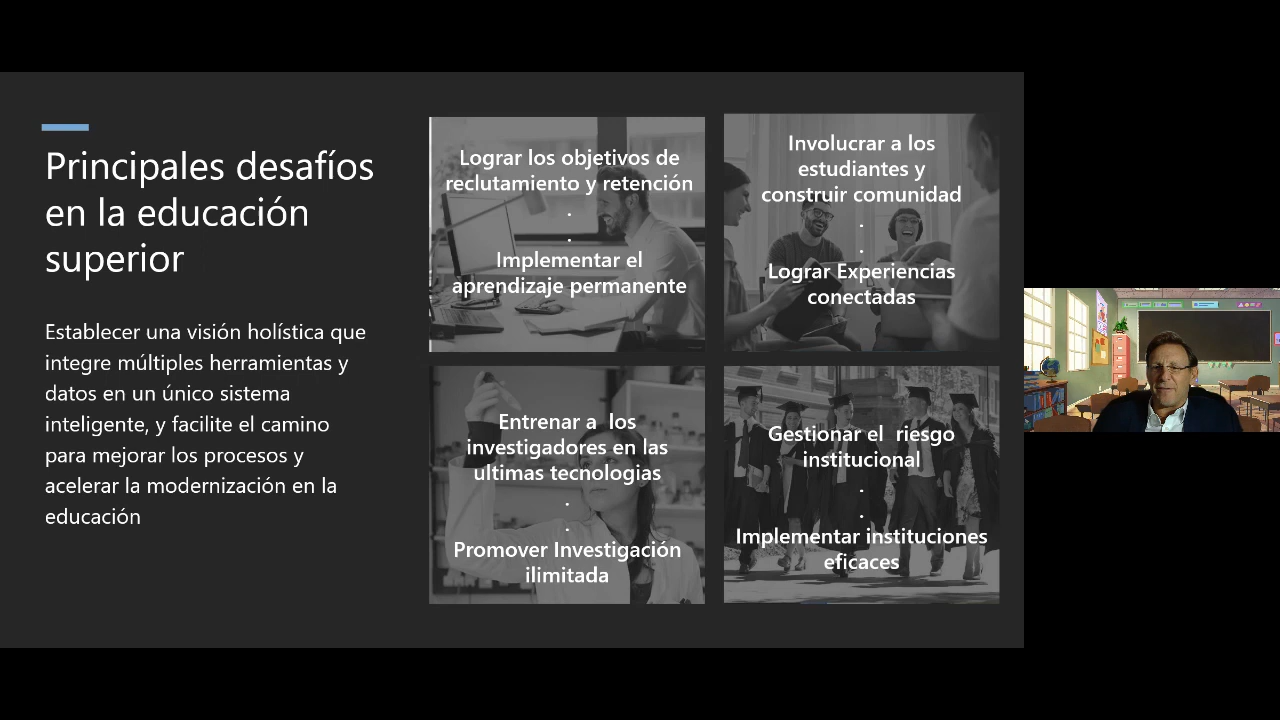 Principales desafíos
en la educación
superior
Establecer una visión holística que
integre múltiples herramientas y
datos en un único sistema
inteligente, y facilite el camino
para mejorar los procesos y
acelerar la modernización en la
educación
Lograr los objetivos de
reclutamiento y retención
.
.
Implementar el
aprendizaje permanente
Involucrar a los
estudiantes y
construir comunidad
.
.
Lograr Experiencias
conectadas
Entrenar a  los
investigadores en las
ultimas tecnologias
.
.
Promover Investigación
ilimitada
Gestionar el  riesgo
institucional
.
.
Implementar instituciones
eficaces